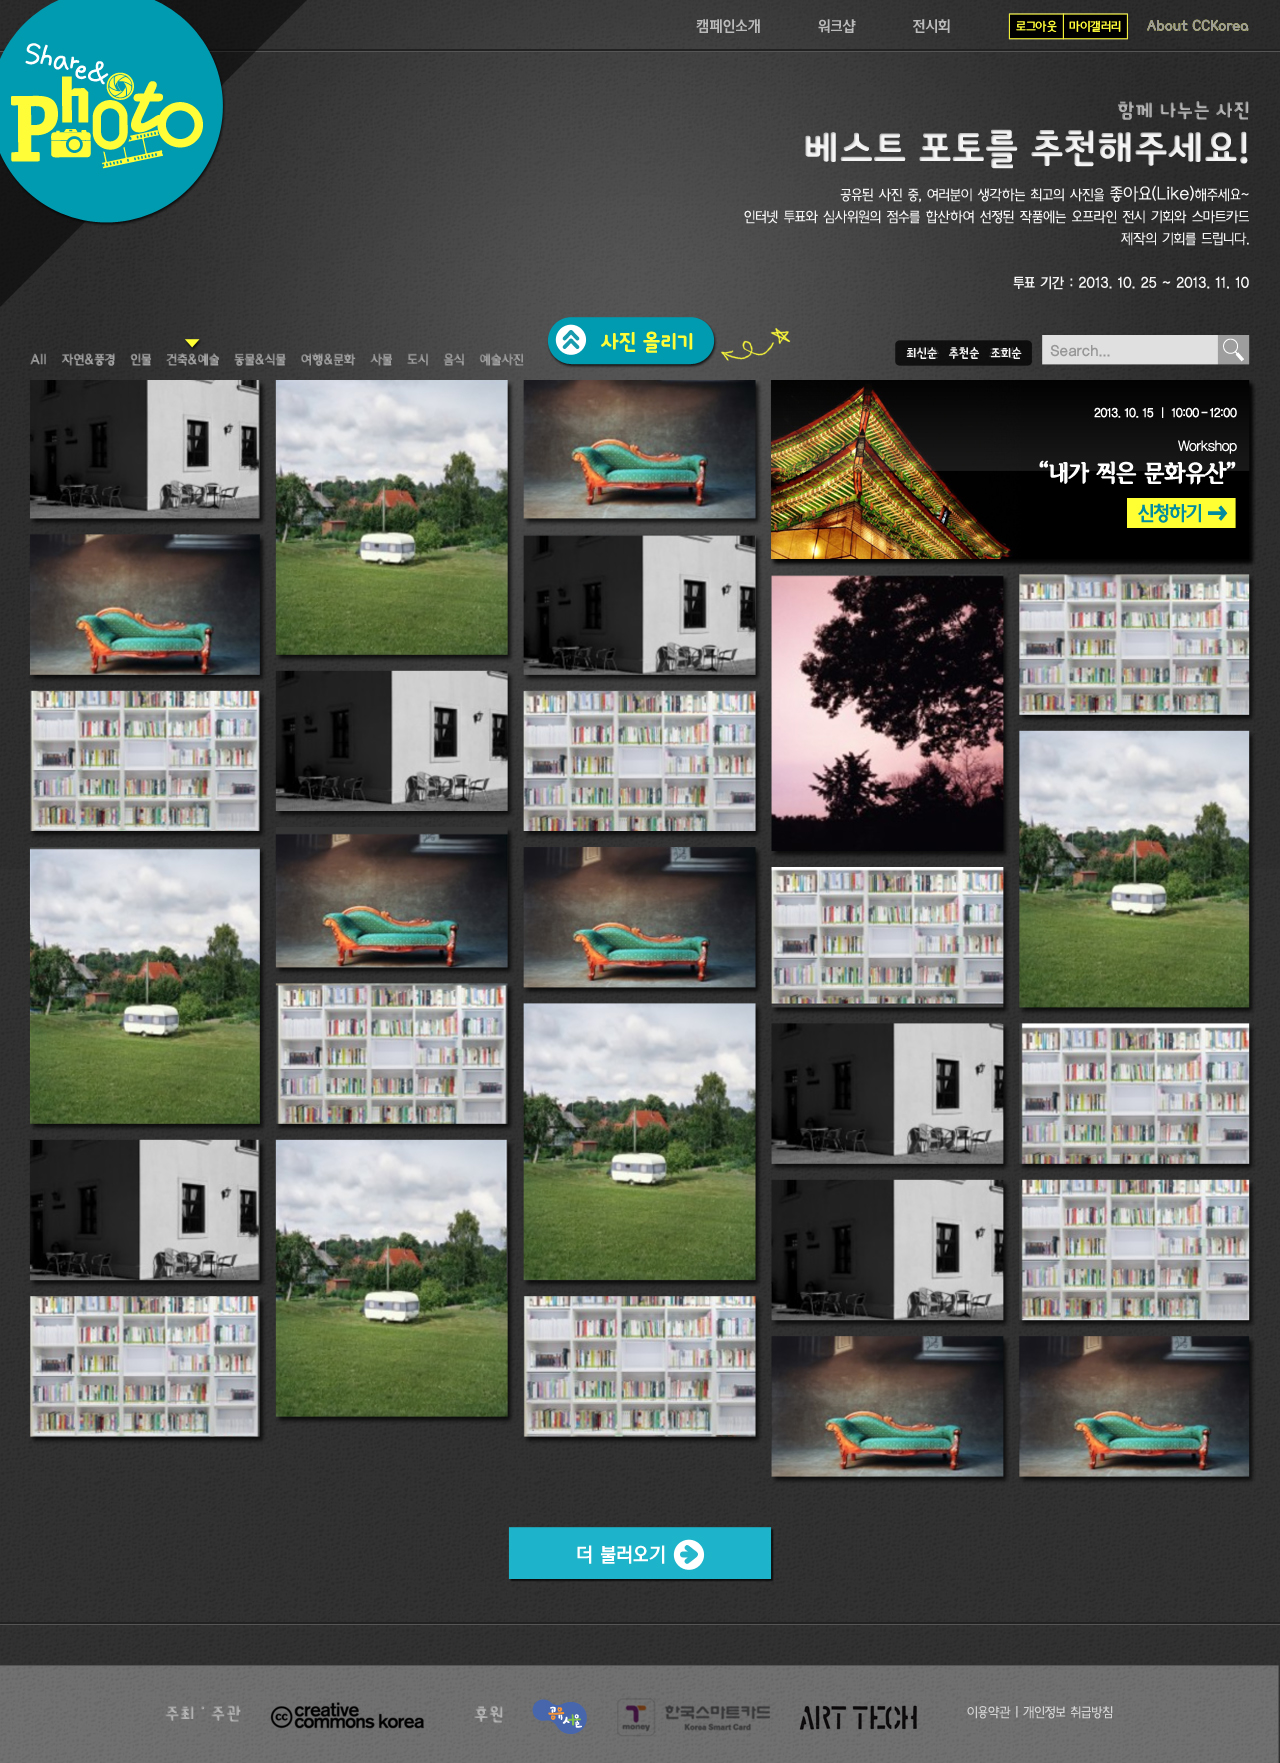 Share&
Photo
캠페인소개 워크샵 전시회 로그아웃 마이갤러리 About CCKorea
함께 나누는 사진
베스트 포토를 추천해주세요!
공유된 사진 중, 여러분이 생각하는 최고의 사진을 좋아요(Like)해주세요~
인터넷 투표와 심사위원의 점수를 합산하여 선정된 작품에는 오프라인 전시 기회와 스마트카드
제작의 기회를 드립니다.
투표 기간 : 2013. 10. 25 ~ 2013. 11. 10
사진 올리기
All 자연&풍경 인물 건축&예술 동물&식물 여행&문화 사물 도시 음식 예술사진
최신순 추천순 조회순
Search...
2013. 10. 15 | 10:00-12:00
Workshop
“내가 찍은 문화유산”
신청하기
더 불러오기
주최·주관
cc creative commons korea
후원
공유서울
T money
한국스마트카드
Korea Smart Card
ART TECH
이용약관 | 개인정보 취급방침